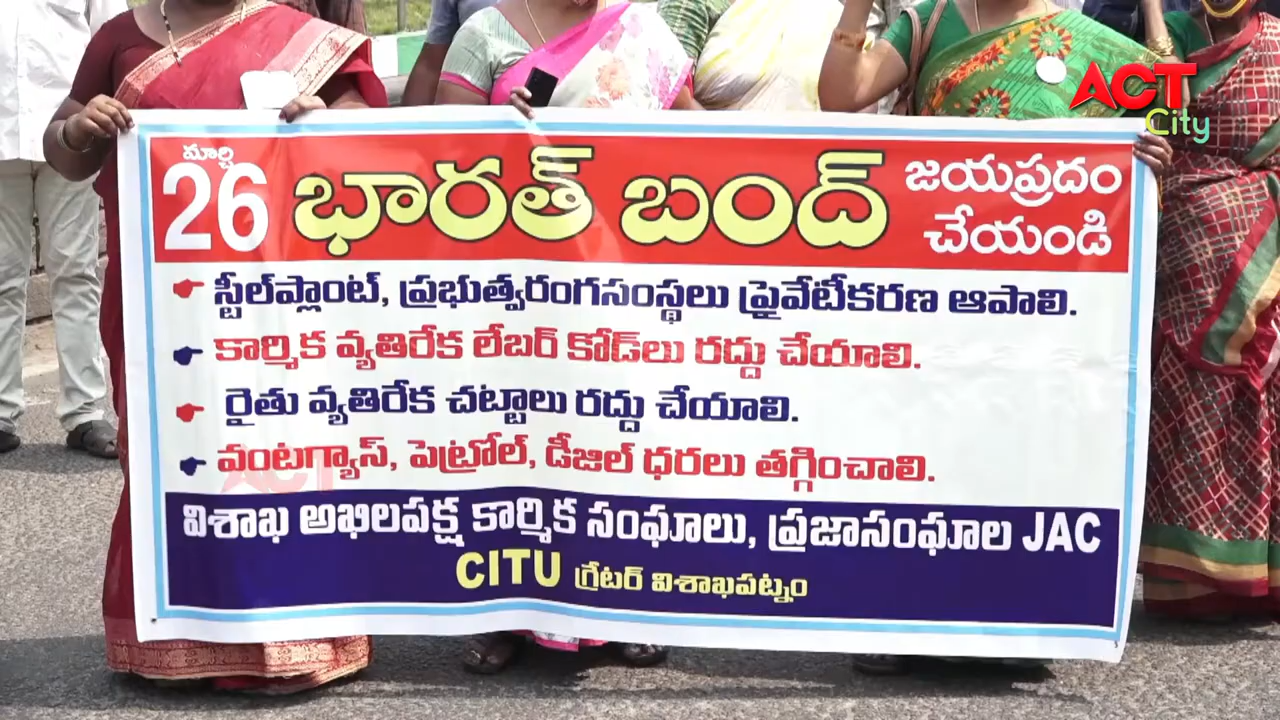 ACT
City
మార్చి
26 భారత్ బంద్ జయప్రదం
చేయండి
స్టీల్‌ప్లాంట్, ప్రభుత్వరంగసంస్థలు ప్రైవేటీకరణ ఆపాలి.
కార్మిక వ్యతిరేక లేబర్ కోడ్‌లు రద్దు చేయాలి.
రైతు వ్యతిరేక చట్టాలు రద్దు చేయాలి.
వంటగ్యాస్, పెట్రోల్, డీజిల్ ధరలు తగ్గించాలి.
ACT
విశాఖ అఖిలపక్ష కార్మిక సంఘాలు, ప్రజాసంఘాల JAC
CITU గ్రేటర్ విశాఖపట్నం